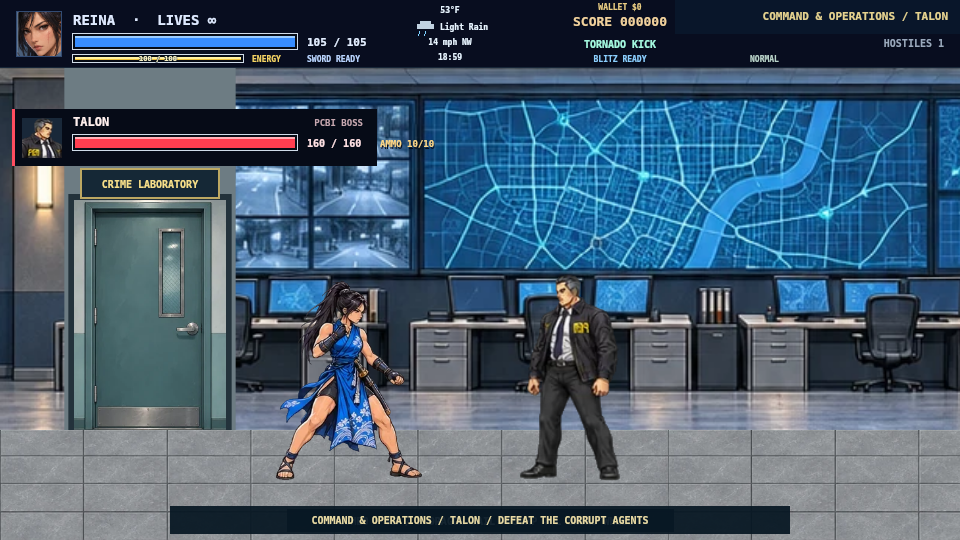 REINA · LIVES ∞
105 / 105
100 / 100
ENERGY
SWORD READY
53°F
Light Rain
14 mph NW
18:59
WALLET $0
SCORE 000000
TORNADO KICK
BLITZ READY
NORMAL
COMMAND & OPERATIONS / TALON
HOSTILES 1
TALON
PCBI BOSS
160 / 160
AMMO 10/10
CRIME LABORATORY
COMMAND & OPERATIONS / TALON / DEFEAT THE CORRUPT AGENTS